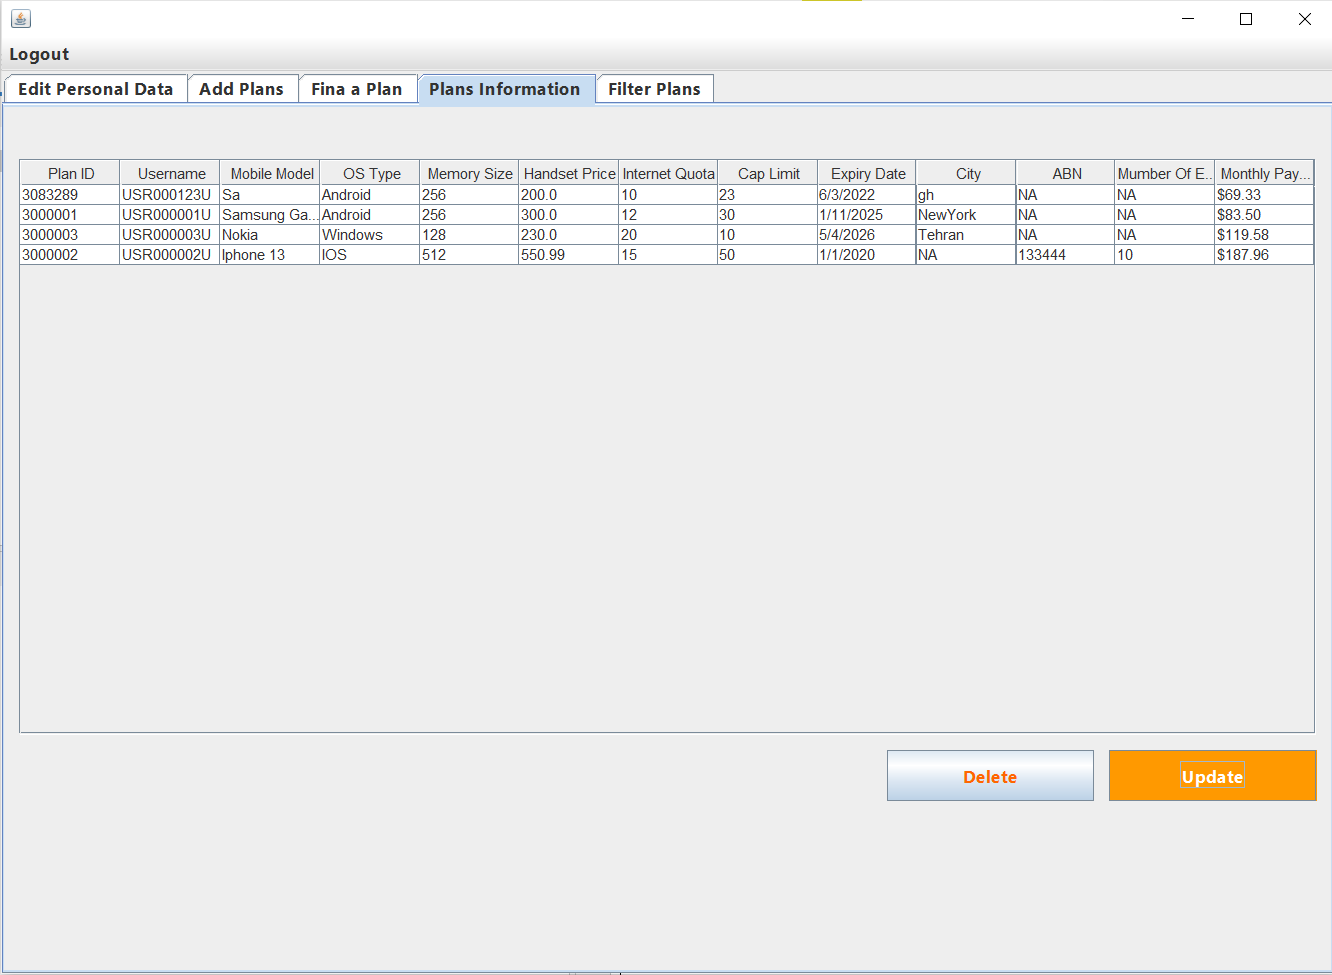 Logout
Edit Personal Data Add Plans Fina a Plan Plans Information Filter Plans
Plan ID Username Mobile Model OS Type Memory Size Handset Price Internet Quota Cap Limit Expiry Date City ABN Mumber Of E... Monthly Pay...
3083289 USR000123U Sa Android 256 200.0 10 23 6/3/2022 gh NA NA $69.33
3000001 USR000001U Samsung Ga... Android 256 300.0 12 30 1/11/2025 NewYork NA NA $83.50
3000003 USR000003U Nokia Windows 128 230.0 20 10 5/4/2026 Tehran NA NA $119.58
3000002 USR000002U Iphone 13 IOS 512 550.99 15 50 1/1/2020 NA 133444 10 $187.96
Delete Update